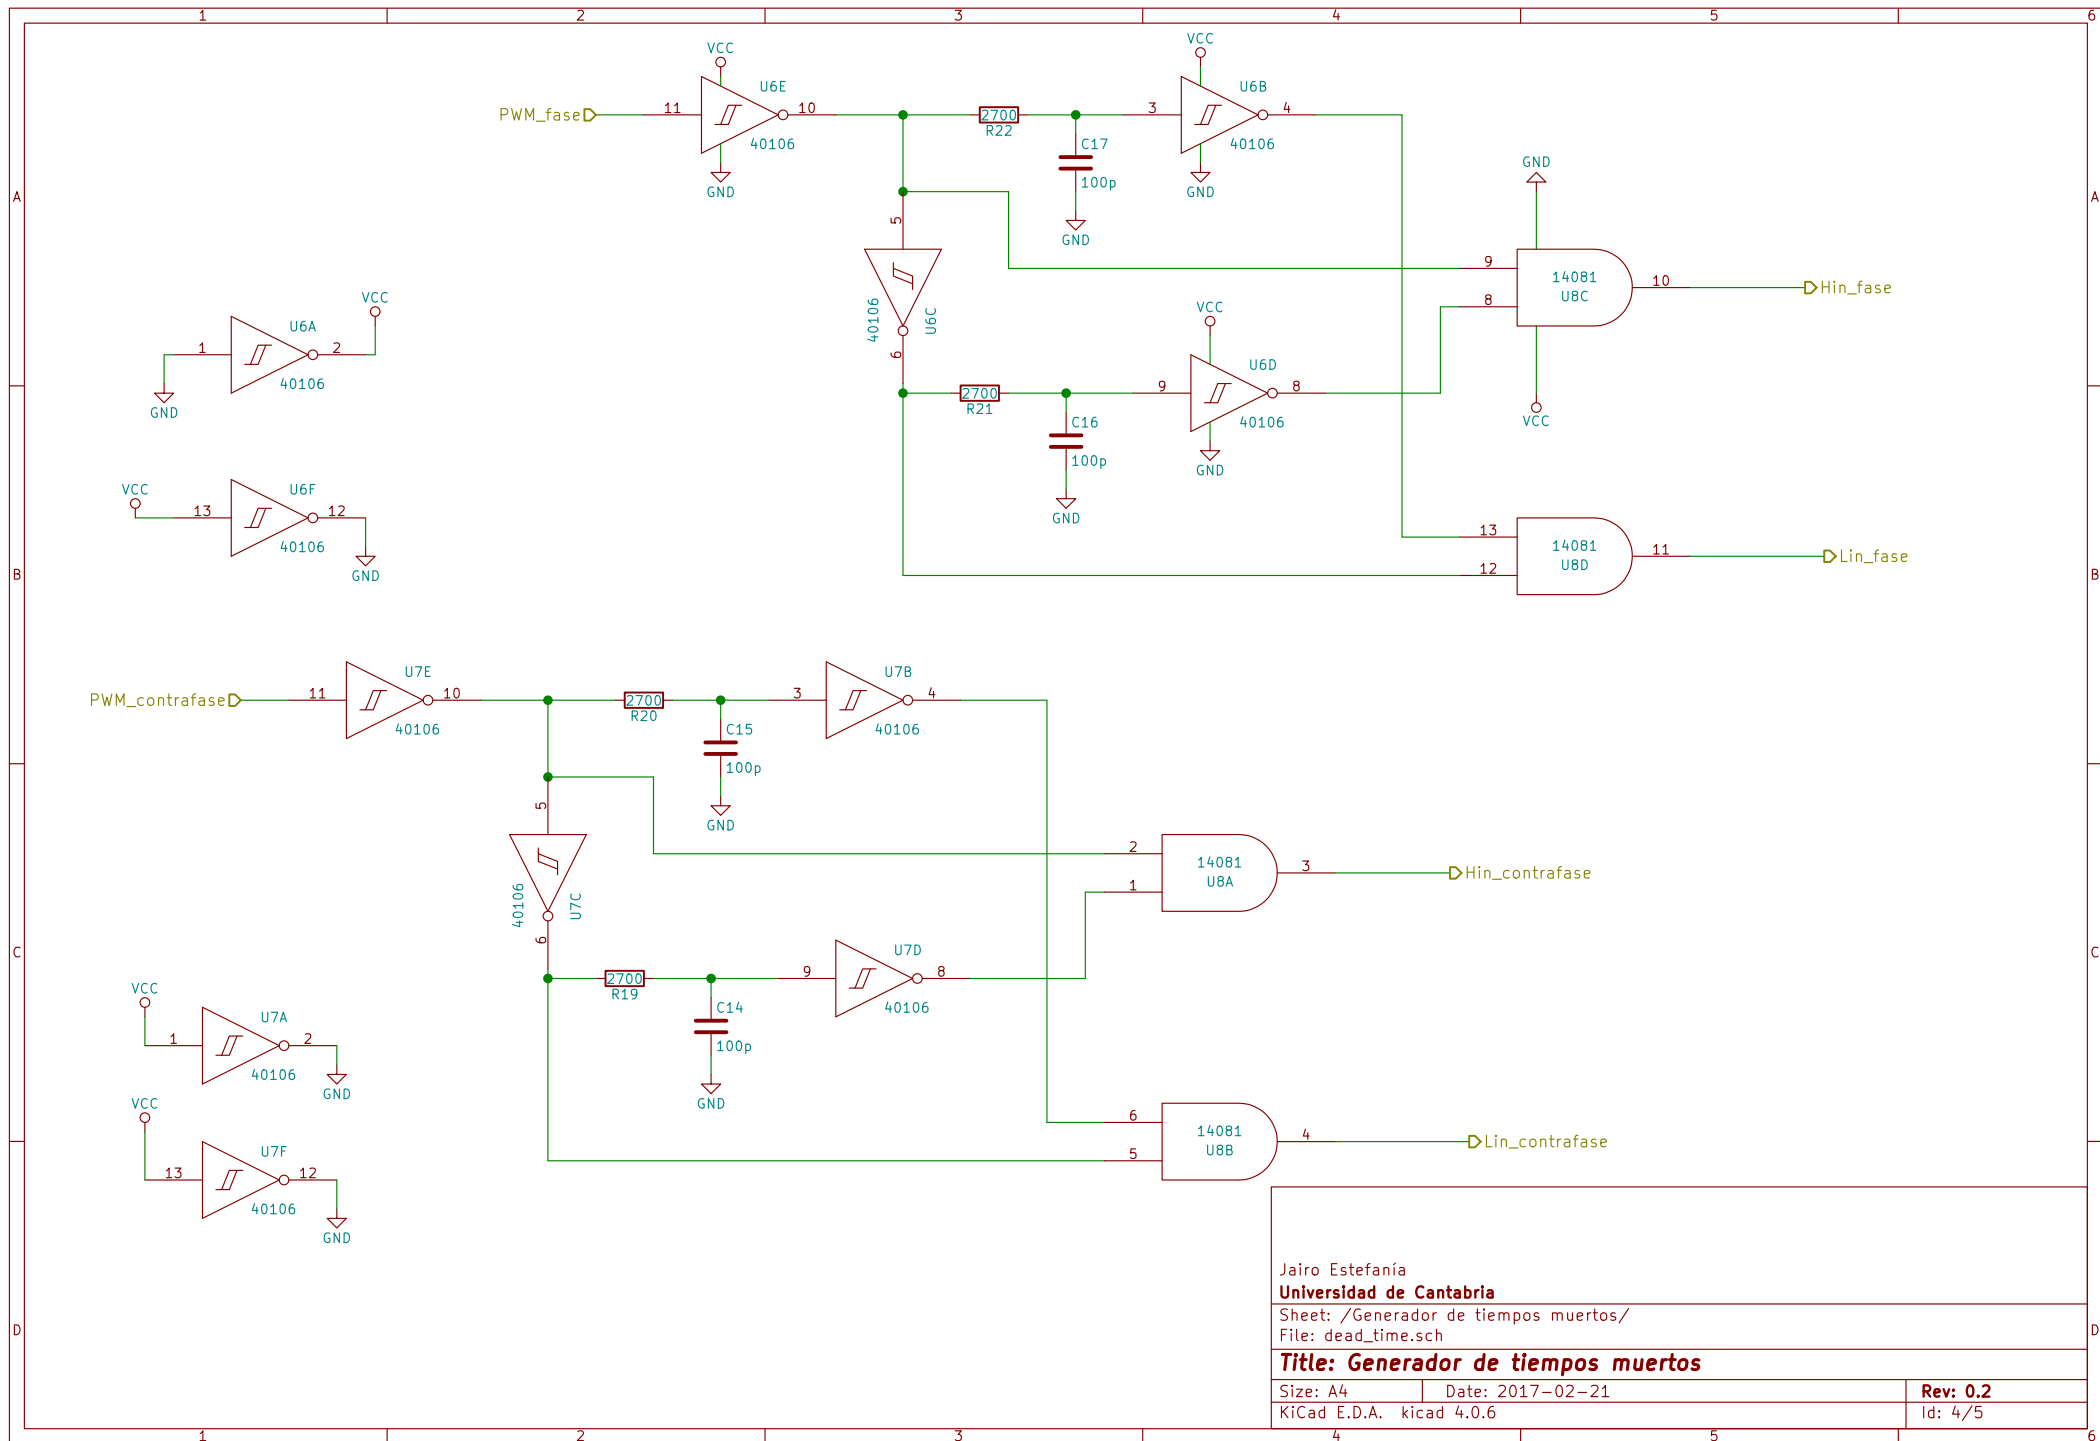 1 2 3 4 5 6
VCC VCC
U6E U6B
PWM_fase 11 10 2700 3 4
R22
40106 C17 40106
100p
GND GND GND
GND
A A
5
9 14081 10 Hin_fase
U8C
8
40106 U6C
6
VCC
U6A
1 2
40106
GND
VCC
U6D
2700 9 8
R21
C16 40106
100p
GND
GND
VCC
VCC U6F
13 12
40106
GND
B B
13 14081 11 Lin_fase
U8D
12
U7E U7B
PWM_contrafase 11 10 2700 3 4
R20
40106 C15 40106
100p
GND
5
2 14081 3 Hin_contrafase
U8A
1
40106 U7C
6
C C
U7D
2700 9 8
R19
C14 40106
100p
GND
VCC
U7A
1 2
40106
GND
VCC
U7F
13 12
40106
GND
6 14081 4 Lin_contrafase
U8B
5
D D
Jairo Estefanía
Universidad de Cantabria
Sheet: /Generador de tiempos muertos/
File: dead_time.sch
Title: Generador de tiempos muertos
Size: A4 Date: 2017-02-21 Rev: 0.2
KiCad E.D.A. kicad 4.0.6 Id: 4/5
1 2 3 4 5 6